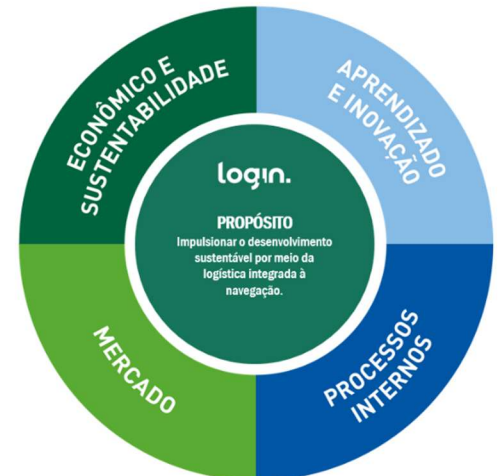 ECONÔMICO E
SUSTENTABILIDADE
APRENDIZADO
E INOVAÇÃO
login.
PROPÓSITO
Impulsionar o desenvolvimento
sustentável por meio da
logística integrada à
navegação.
MERCADO
PROCESSOS
INTERNOS